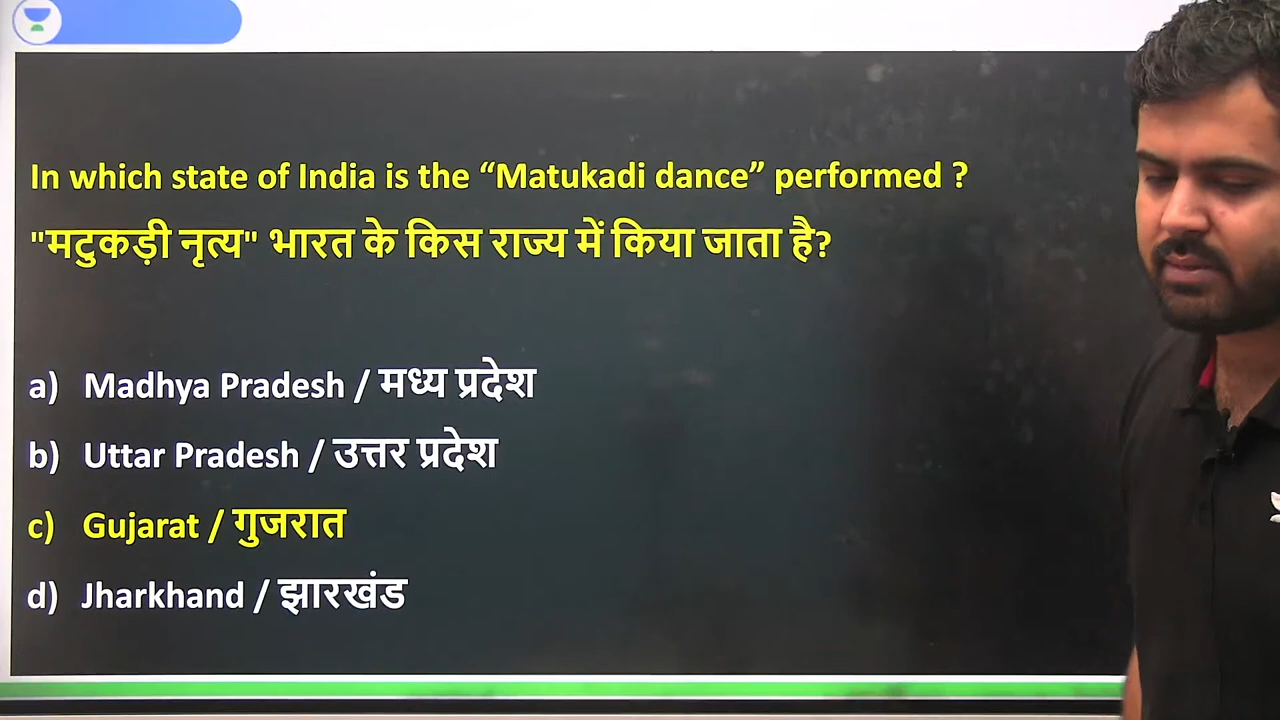 In which state of India is the “Matukadi dance” performed ?
"मटुकड़ी नृत्य" भारत के किस राज्य में किया जाता है?
a) Madhya Pradesh / मध्य प्रदेश
b) Uttar Pradesh / उत्तर प्रदेश
c) Gujarat / गुजरात
d) Jharkhand / झारखंड